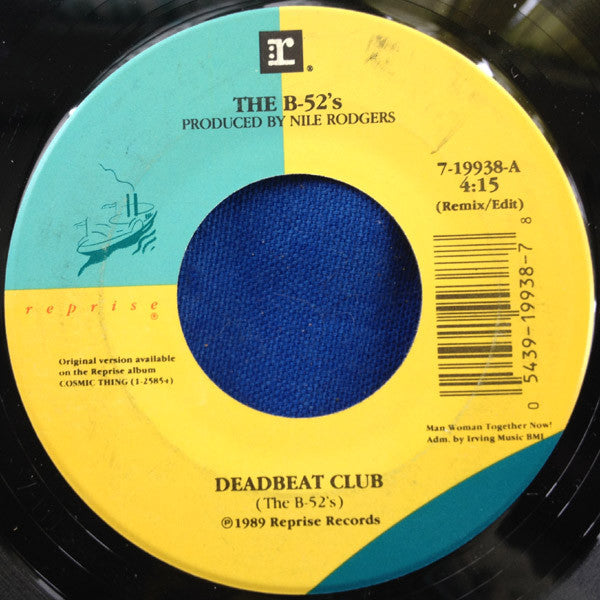 r
®
THE B-52's
PRODUCED BY NILE RODGERS
7-19938-A
4:15
(Remix/Edit)
reprise
®
0 5439-19938-7 8
Original version available
on the Reprise album
COSMIC THING (1-25854)
Man Woman Together Now!
Adm. by Irving Music BMI
DEADBEAT CLUB
(The B-52's)
℗1989 Reprise Records